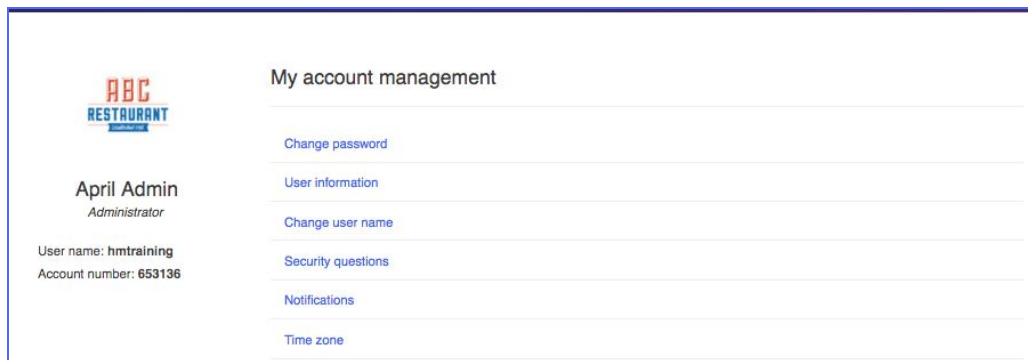 ABC
RESTAURANT
April Admin
Administrator
User name: hmtraining
Account number: 653136
My account management
Change password
User information
Change user name
Security questions
Notifications
Time zone